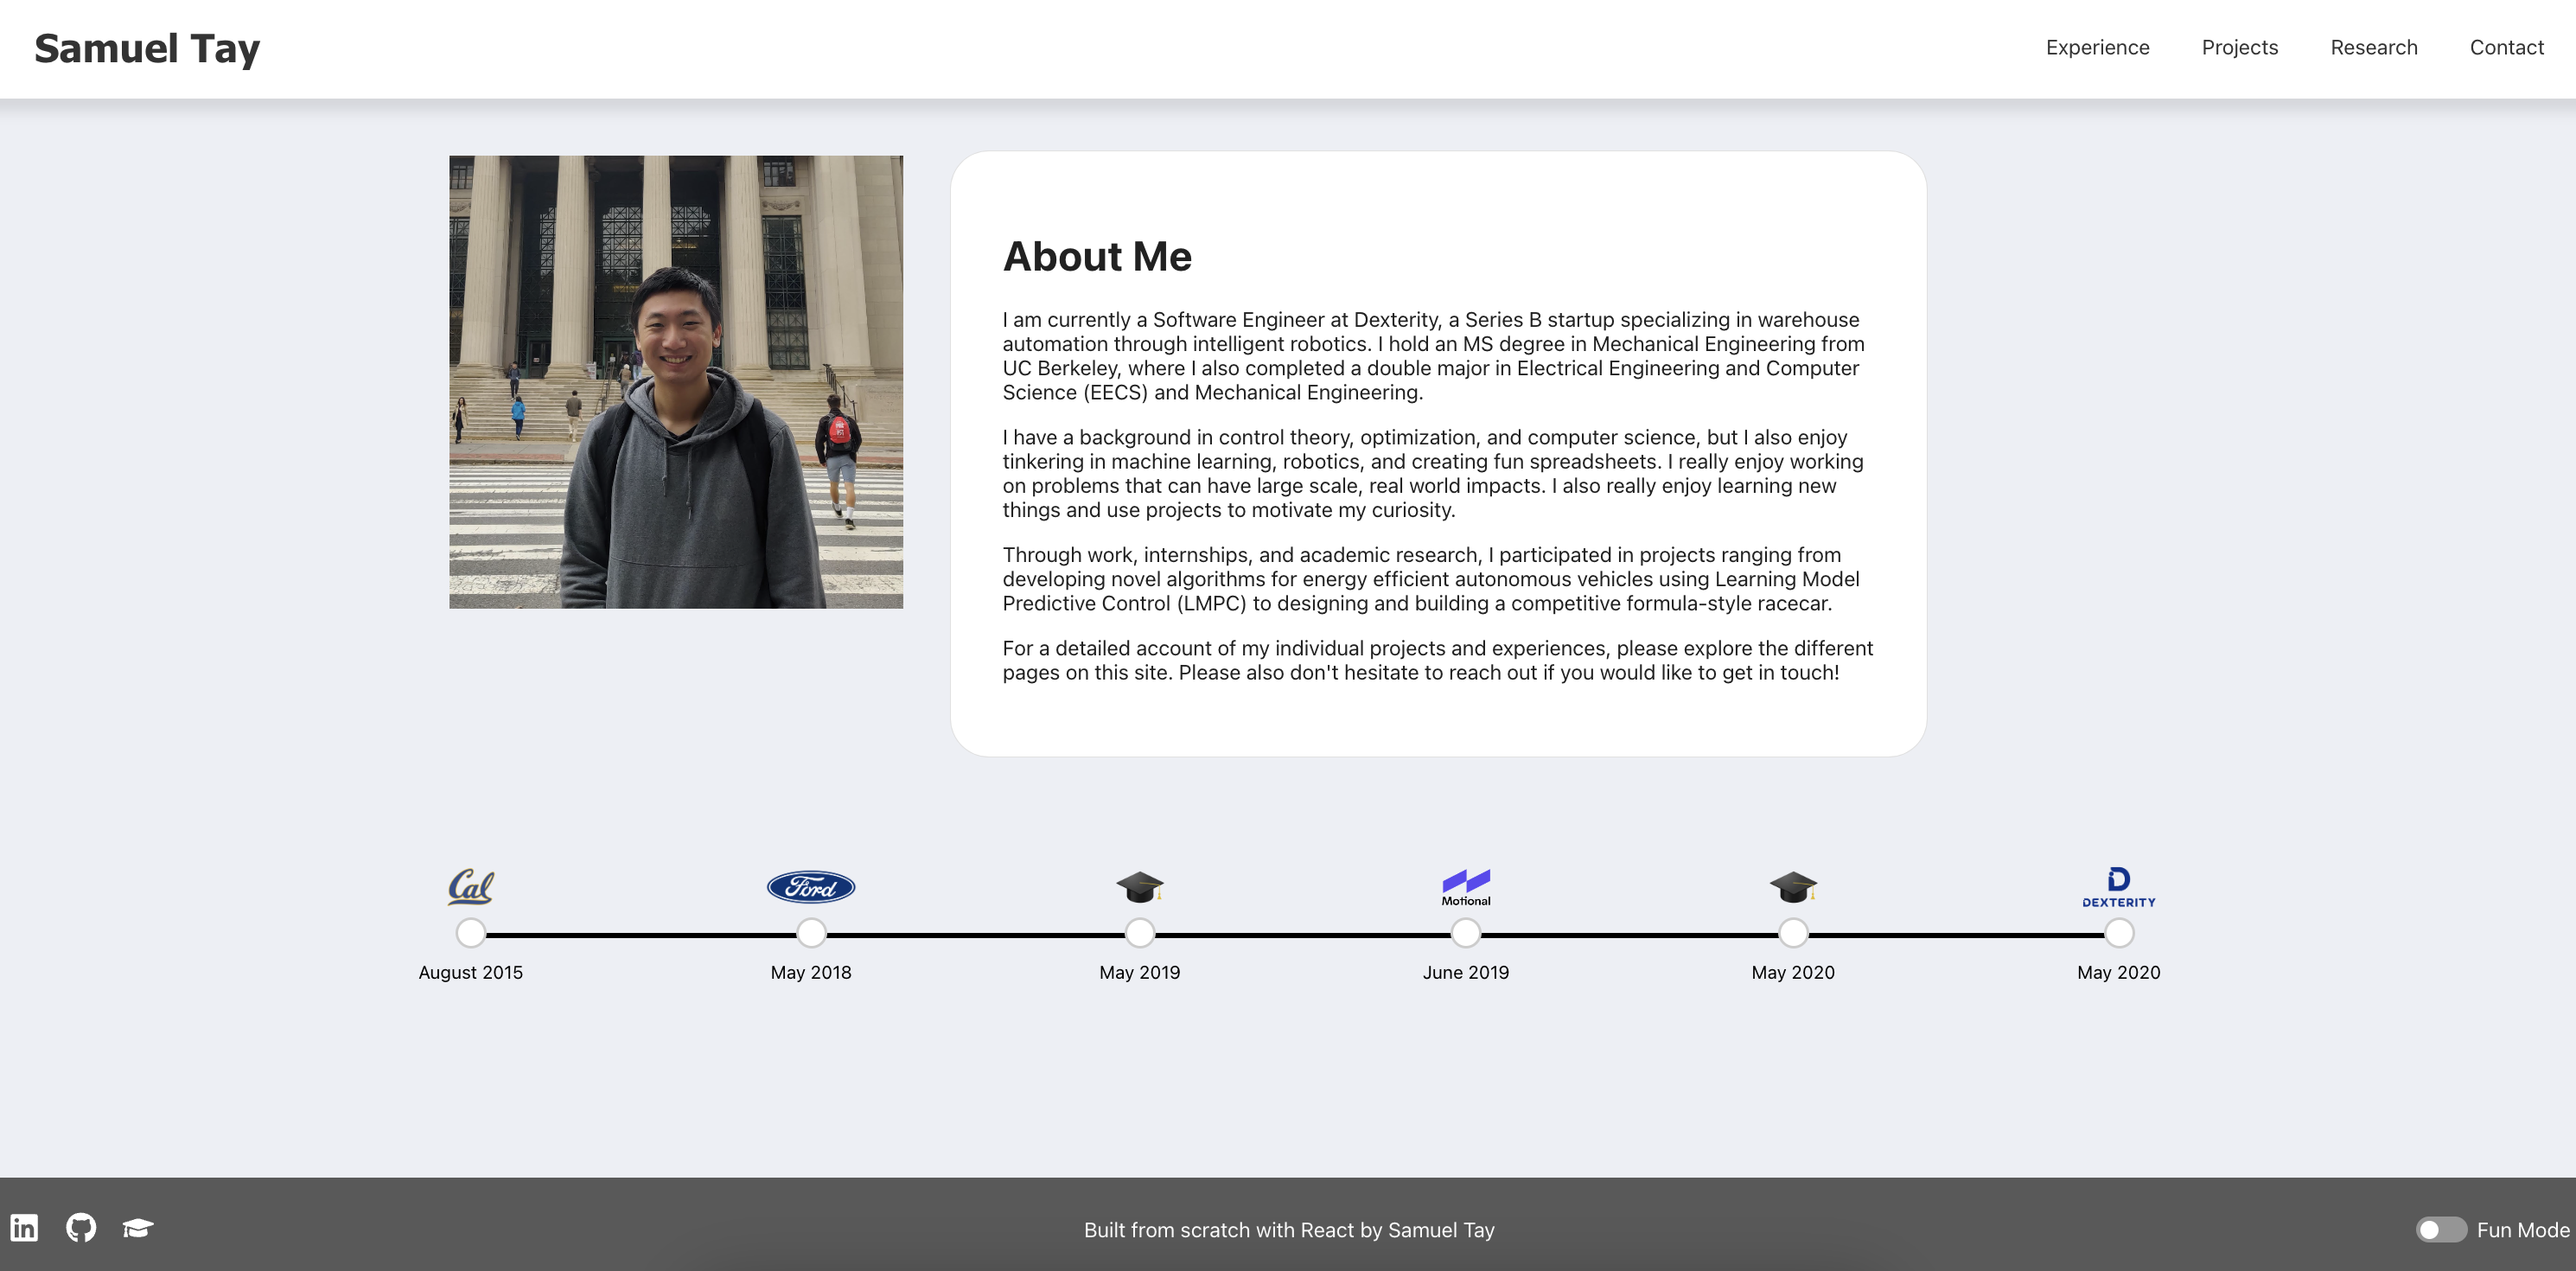 Samuel Tay
Experience Projects Research Contact
About Me
I am currently a Software Engineer at Dexterity, a Series B startup specializing in warehouse
automation through intelligent robotics. I hold an MS degree in Mechanical Engineering from
UC Berkeley, where I also completed a double major in Electrical Engineering and Computer
Science (EECS) and Mechanical Engineering.
I have a background in control theory, optimization, and computer science, but I also enjoy
tinkering in machine learning, robotics, and creating fun spreadsheets. I really enjoy working
on problems that can have large scale, real world impacts. I also really enjoy learning new
things and use projects to motivate my curiosity.
Through work, internships, and academic research, I participated in projects ranging from
developing novel algorithms for energy efficient autonomous vehicles using Learning Model
Predictive Control (LMPC) to designing and building a competitive formula-style racecar.
For a detailed account of my individual projects and experiences, please explore the different
pages on this site. Please also don't hesitate to reach out if you would like to get in touch!
Cal
Ford
Motional
D
DEXTERITY
August 2015
May 2018
May 2019
June 2019
May 2020
May 2020
in
Built from scratch with React by Samuel Tay
Fun Mode